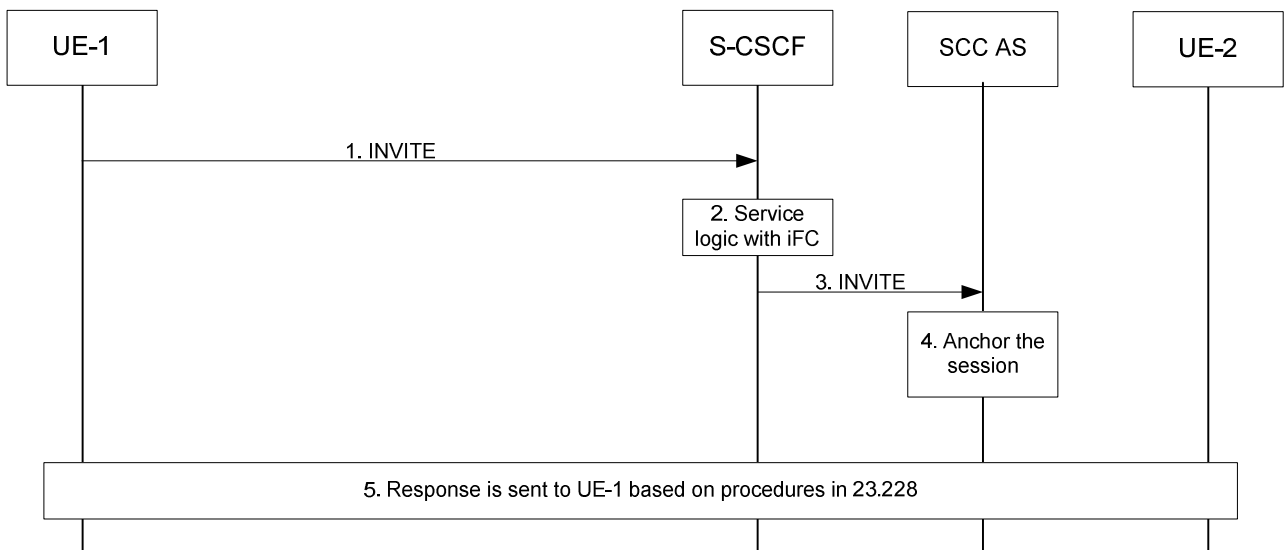 UE-1
S-CSCF
SCC AS
UE-2
1. INVITE
2. Service
logic with iFC
3. INVITE
4. Anchor the
session
5. Response is sent to UE-1 based on procedures in 23.228